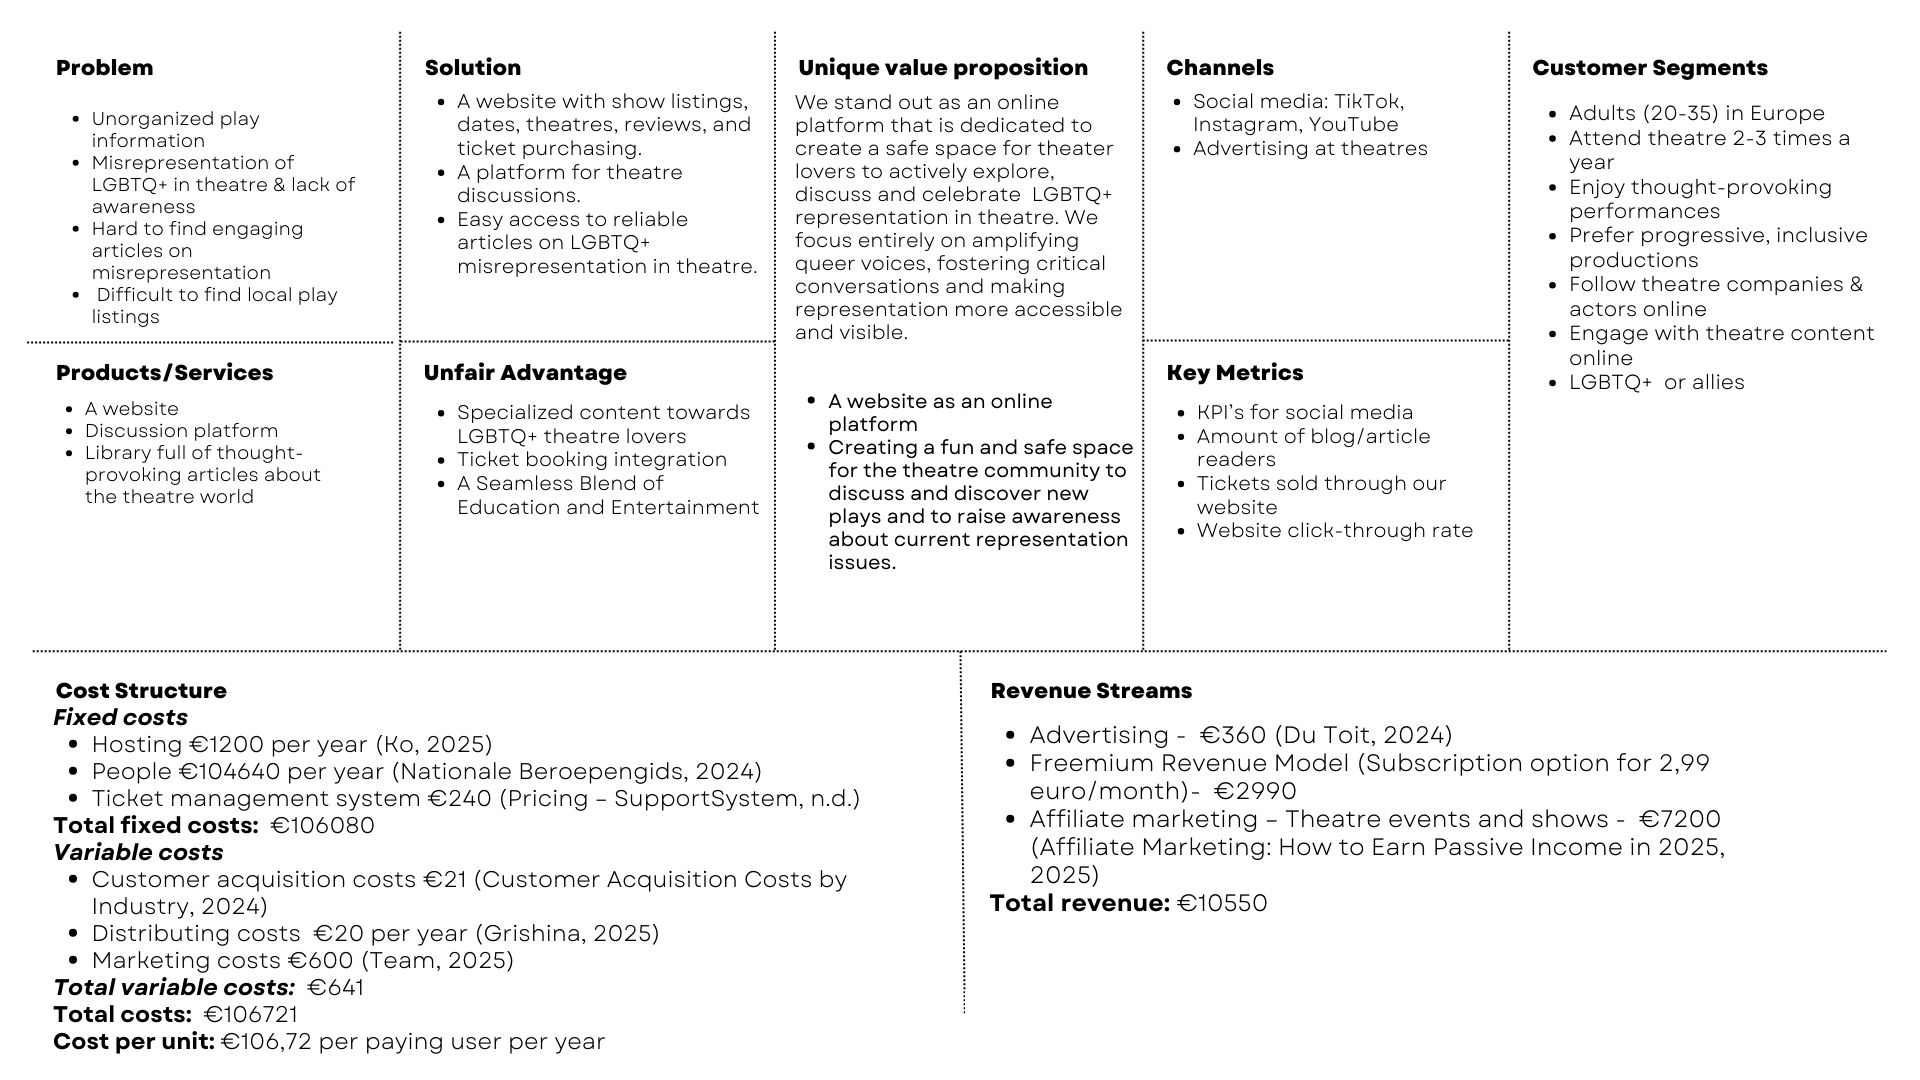 Problem
Unorganized play
information
Misrepresentation of
LGBTQ+ in theatre & lack of
awareness
Hard to find engaging
articles on
misrepresentation
Difficult to find local play
listings
Products/Services
A website
Discussion platform
Library full of thought-
provoking articles about
the theatre world
Solution
A website with show listings,
dates, theatres, reviews, and
ticket purchasing.
A platform for theatre
discussions.
Easy access to reliable
articles on LGBTQ+
misrepresentation in theatre.
Unfair Advantage
Specialized content towards
LGBTQ+ theatre lovers
Ticket booking integration
A Seamless Blend of
Education and Entertainment
Unique value proposition
We stand out as an online
platform that is dedicated to
create a safe space for theater
lovers to actively explore,
discuss and celebrate LGBTQ+
representation in theatre. We
focus entirely on amplifying
queer voices, fostering critical
conversations and making
representation more accessible
and visible.
A website as an online
platform
Creating a fun and safe space
for the theatre community to
discuss and discover new
plays and to raise awareness
about current representation
issues.
Channels
Social media: TikTok,
Instagram, YouTube
Advertising at theatres
Key Metrics
KPI's for social media
Amount of blog/article
readers
Tickets sold through our
website
Website click-through rate
Customer Segments
Adults (20-35) in Europe
Attend theatre 2-3 times a
year
Enjoy thought-provoking
performances
Prefer progressive, inclusive
productions
Follow theatre companies &
actors online
Engage with theatre content
online
LGBTQ+ or allies
Cost Structure
Fixed costs
Hosting €1200 per year (Ko, 2025)
People €104640 per year (Nationale Beroepengids, 2024)
Ticket management system €240 (Pricing – SupportSystem, n.d.)
Total fixed costs: €106080
Variable costs
Customer acquisition costs €21 (Customer Acquisition Costs by
Industry, 2024)
Distributing costs €20 per year (Grishina, 2025)
Marketing costs €600 (Team, 2025)
Total variable costs: €641
Total costs: €106721
Cost per unit: €106,72 per paying user per year
Revenue Streams
Advertising - €360 (Du Toit, 2024)
Freemium Revenue Model (Subscription option for 2,99
euro/month)- €2990
Affiliate marketing – Theatre events and shows - €7200
(Affiliate Marketing: How to Earn Passive Income in 2025,
2025)
Total revenue: €10550